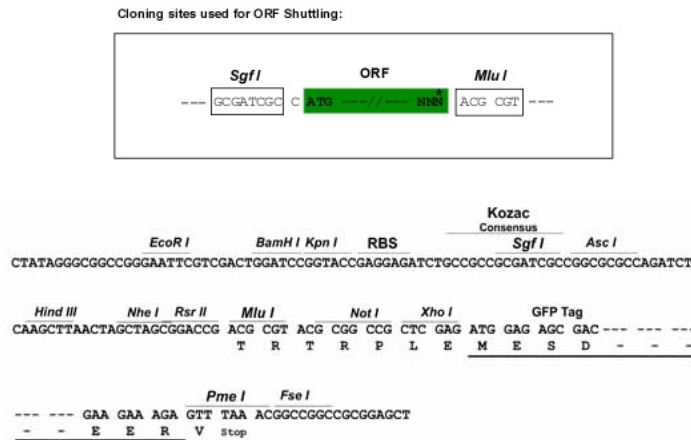 Cloning sites used for ORF Shuttling:
Sgf I ORF Mlu I
--- GCGATCGC C ATG ---//--- NNN* ACG CGT ---
Kozac
Consensus
EcoR I BamH I Kpn I RBS Sgf I Asc I
CTATAGGGCGGCCGGGAATTCGTCGACTGGATCCGGTACCGAGGAGATCTGCCGCCGCGATCGCCGGCGCGCCAGATCT
Hind III Nhe I Rsr II Mlu I Not I Xho I GFP Tag
CAAGCTTAACTAGCTAGCGGACCG ACG CGT ACG CGG CCG CTC GAG ATG GAG AGC GAC --- --- ---
T R T R P L E M E S D - - -
Pme I Fse I
--- --- GAA GAA AGA GTT TAA ACGGCCGGCCGCGGAGCT
- - E E R V Stop